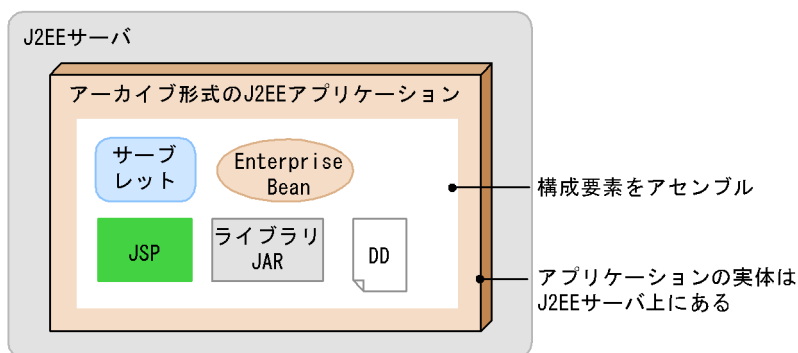 J2EEサーバ
アーカイブ形式のJ2EEアプリケーション
サーブ
レット
Enterprise
Bean
構成要素をアセンブル
JSP
ライブラリ
JAR
DD
アプリケーションの実体は
J2EEサーバ上にある